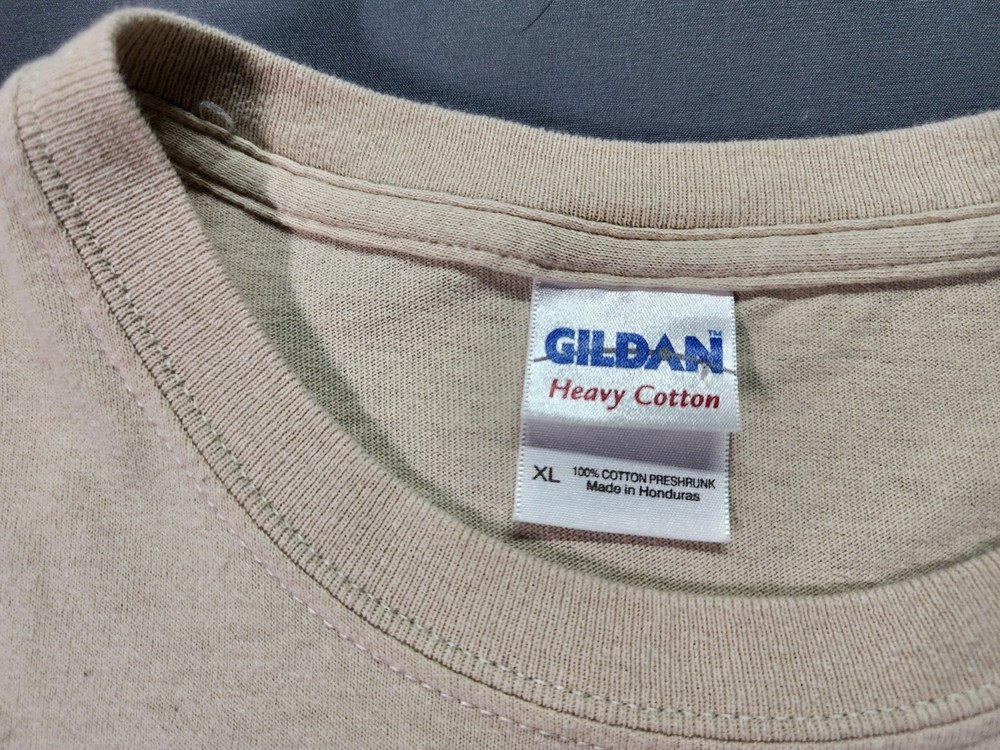 GILDAN™
Heavy Cotton
XL 100% COTTON PRESHRUNK
Made in Honduras